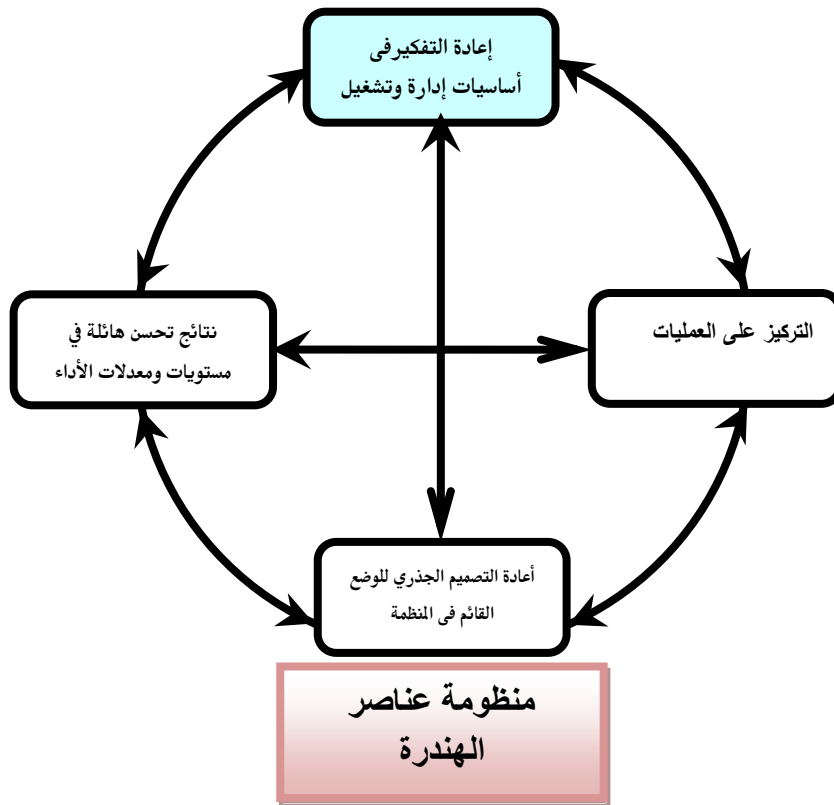 إعادة التفكيرفى
أساسيات إدارة وتشغيل
التركيز على العمليات
نتائج تحسن هائلة في
مستويات ومعدلات الأداء
أعادة التصميم الجذري للوضع
القائم فى المنظمة
منظومة عناصر
الهندرة